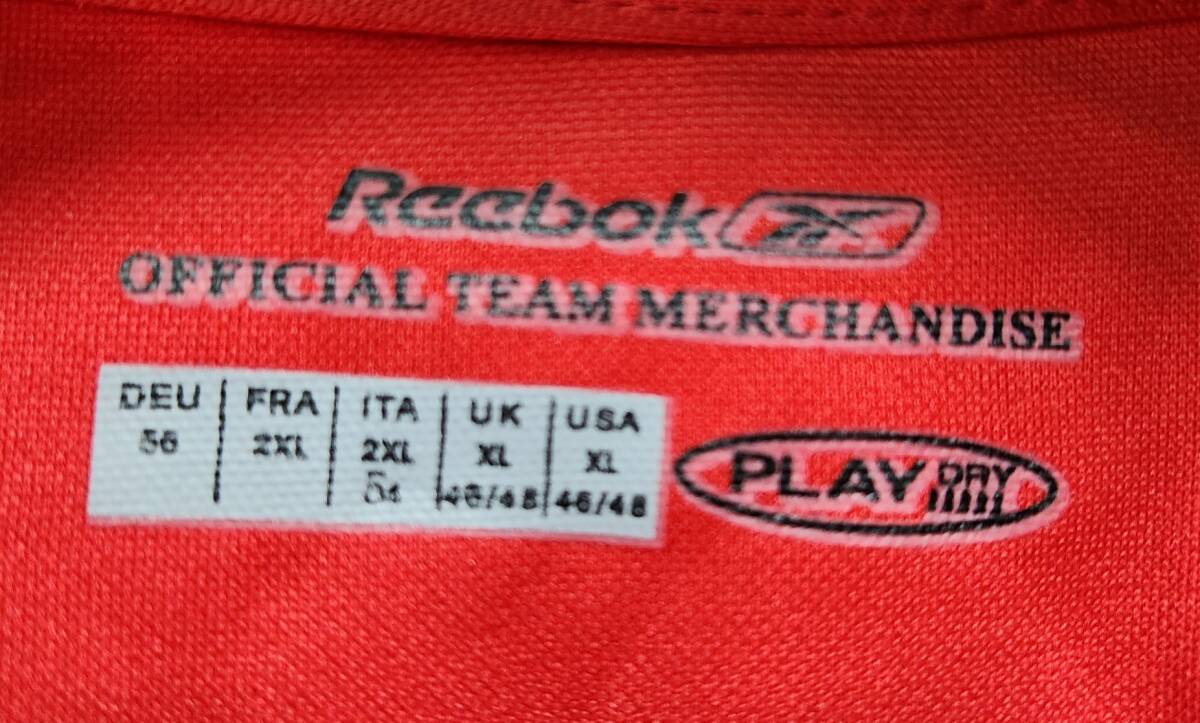 Reebok
OFFICIAL TEAM MERCHANDISE
DEU FRA ITA UK USA
56 2XL 2XL XL XL
54 46/48 46/48
PLAY DRY